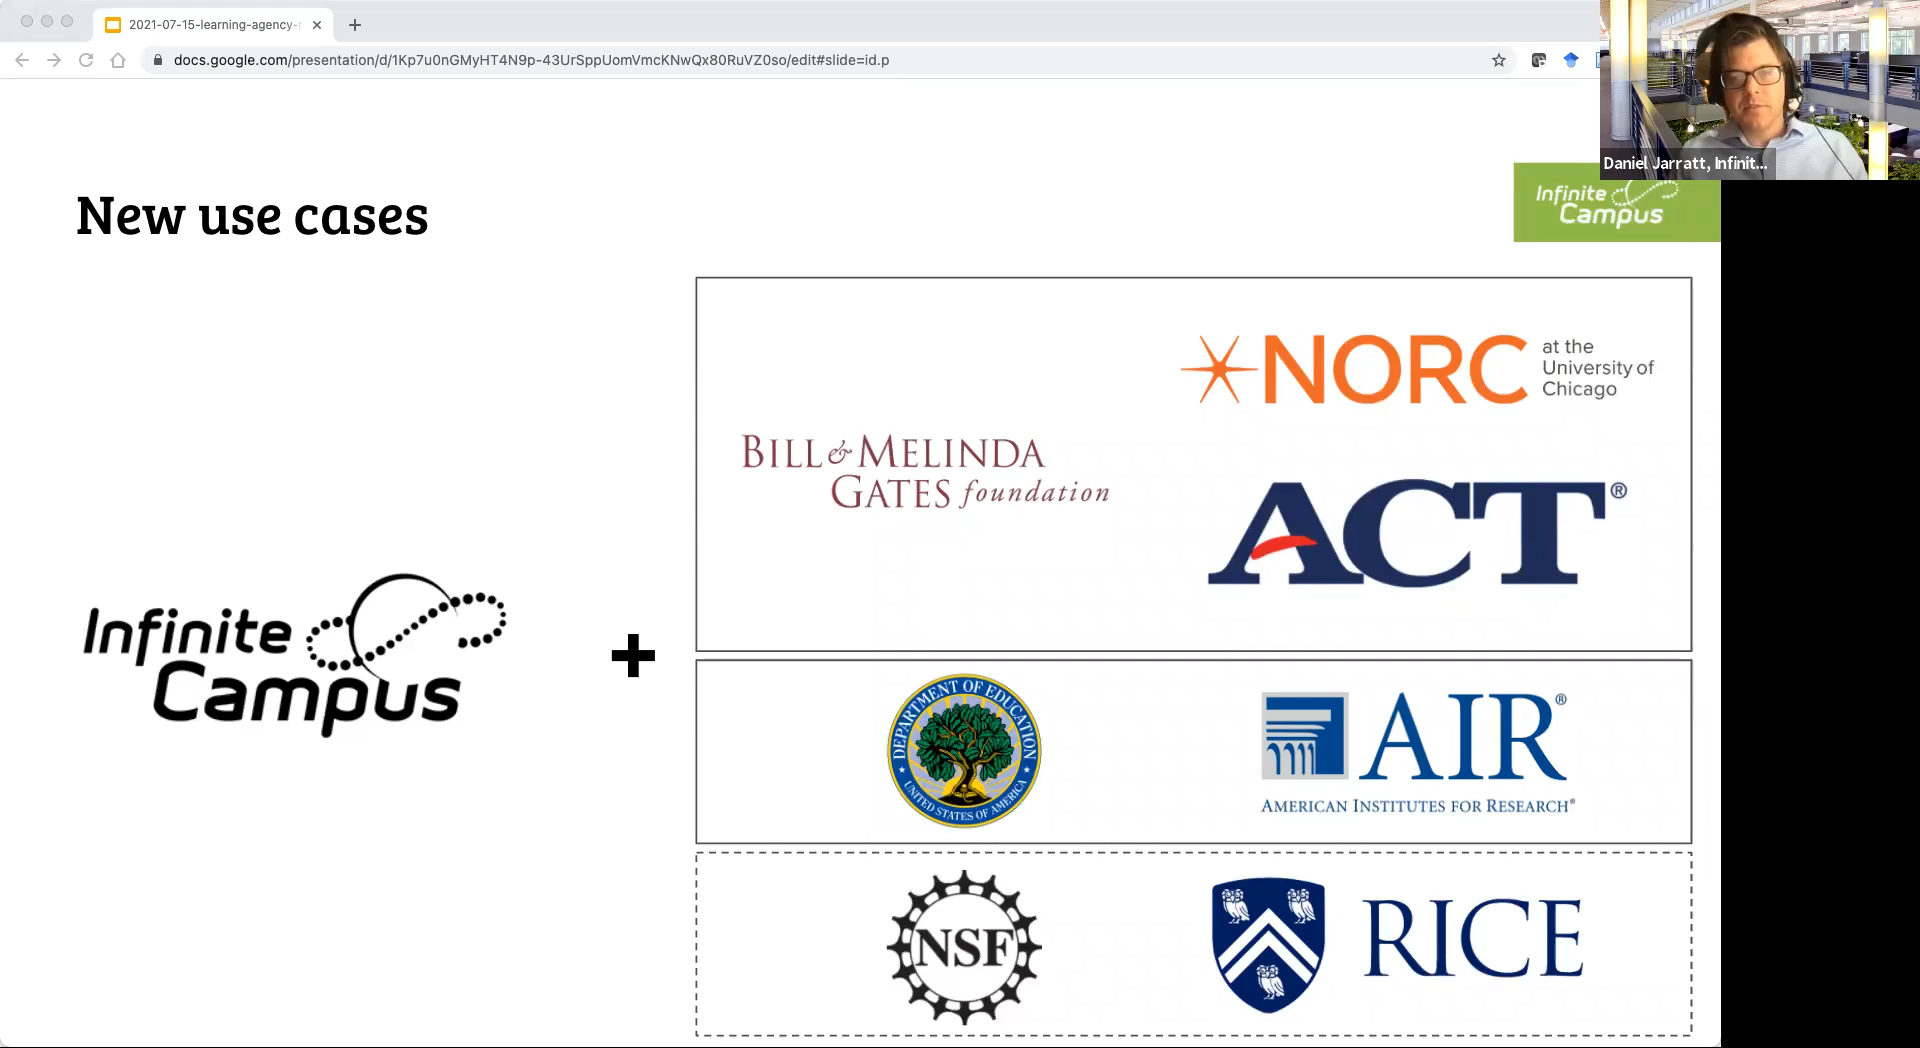 2021-07-15-learning-agency-
docs.google.com/presentation/d/1Kp7u0nGMyHT4N9p-43UrSppUomVmcKNwQx80RuVZ0so/edit#slide=id.p
Daniel Jarratt, Infinit...
Infinite
Campus
New use cases
NORC
at the
University of
Chicago
BILL & MELINDA
GATES foundation
ACT®
Infinite
Campus
+
DEPARTMENT OF EDUCATION
UNITED STATES OF AMERICA
AIR®
AMERICAN INSTITUTES FOR RESEARCH®
NSF
RICE